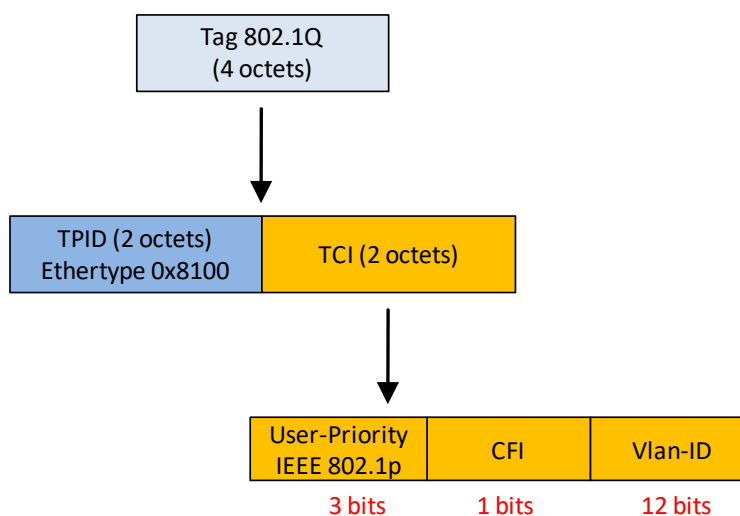 Tag 802.1Q
(4 octets)
TPID (2 octets)
Ethertype 0x8100
TCI (2 octets)
User-Priority
IEEE 802.1p
CFI
Vlan-ID
3 bits
1 bits
12 bits